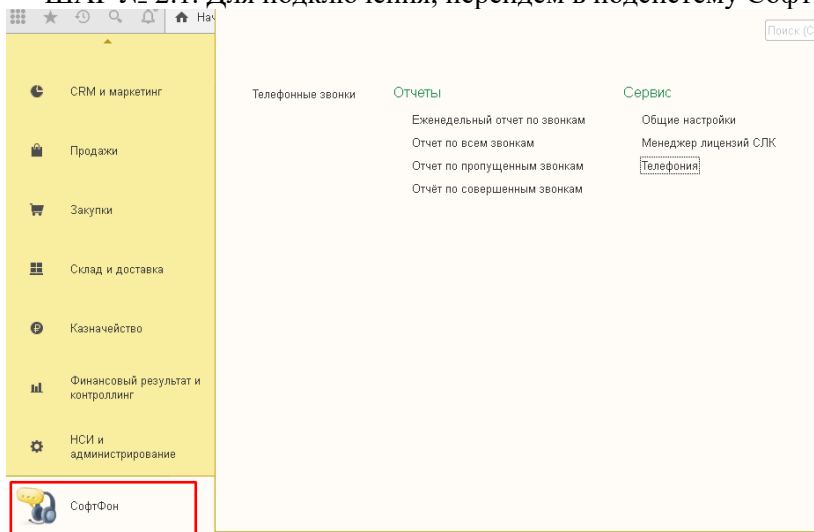 ШАГ № 2.1. Для подключения, перейдем в подсистему Софт
Нач
Поиск (С
CRM и маркетинг
Продажи
Закупки
Склад и доставка
Казначейство
Финансовый результат и
контроллинг
НСИ и
администрирование
СофтФон
Телефонные звонки
Отчеты
Еженедельный отчет по звонкам
Отчет по всем звонкам
Отчет по пропущенным звонкам
Отчёт по совершенным звонкам
Сервис
Общие настройки
Менеджер лицензий СЛК
Телефония